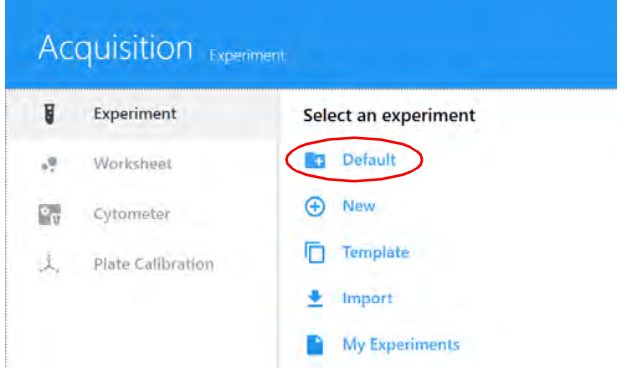 Acquisition Experiment
Experiment
Worksheet
Cytometer
Plate Calibration
Select an experiment
Default
New
Template
Import
My Experiments